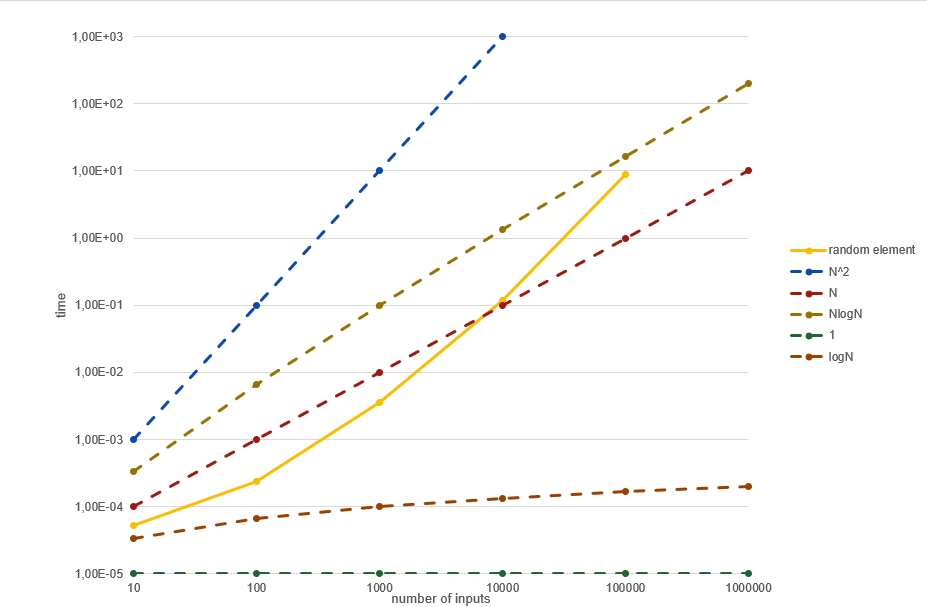 1,00E+03
1,00E+02
1,00E+01
1,00E+00
1,00E-01
1,00E-02
1,00E-03
1,00E-04
1,00E-05
time
10 100 1000 10000 100000 1000000
number of inputs
random element
N^2
N
NlogN
1
logN